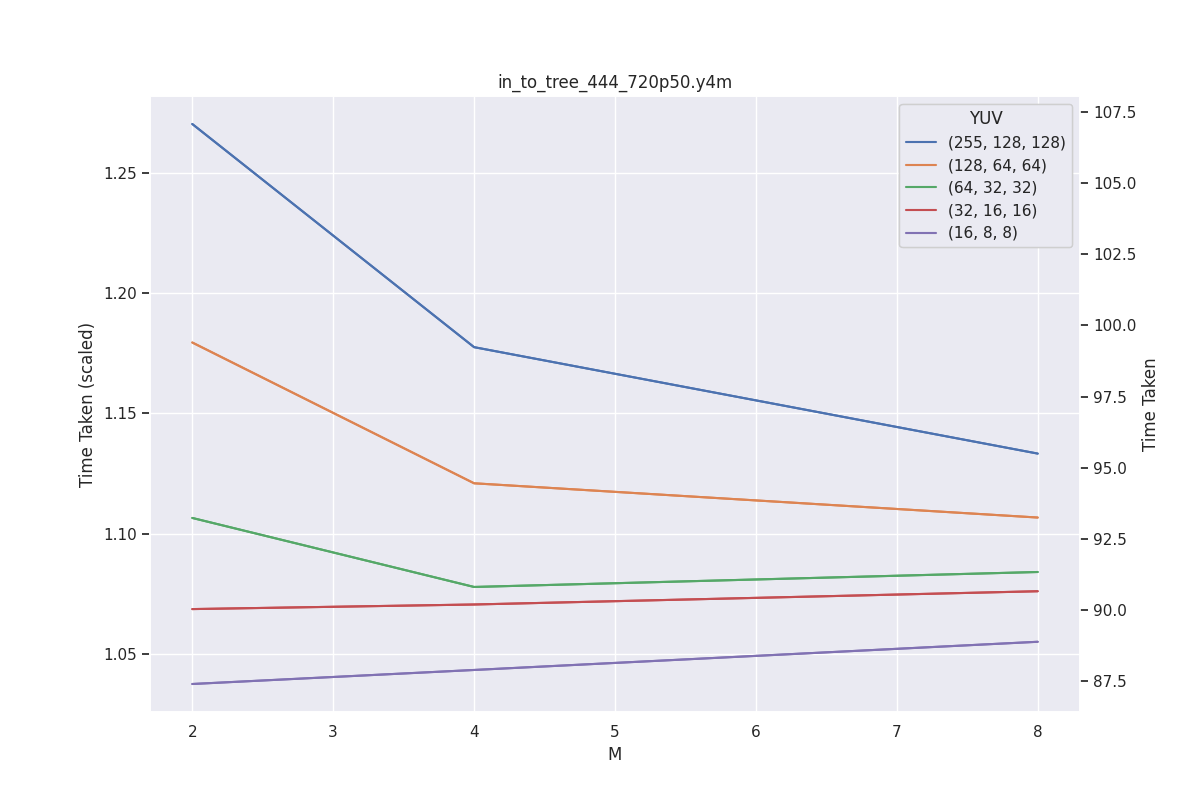 in_to_tree_444_720p50.y4m
YUV
(255, 128, 128)
(128, 64, 64)
(64, 32, 32)
(32, 16, 16)
(16, 8, 8)
Time Taken (scaled)
1.25
1.20
1.15
1.10
1.05
107.5
105.0
102.5
100.0
97.5
95.0
92.5
90.0
87.5
Time Taken
2 3 4 5 6 7 8
M